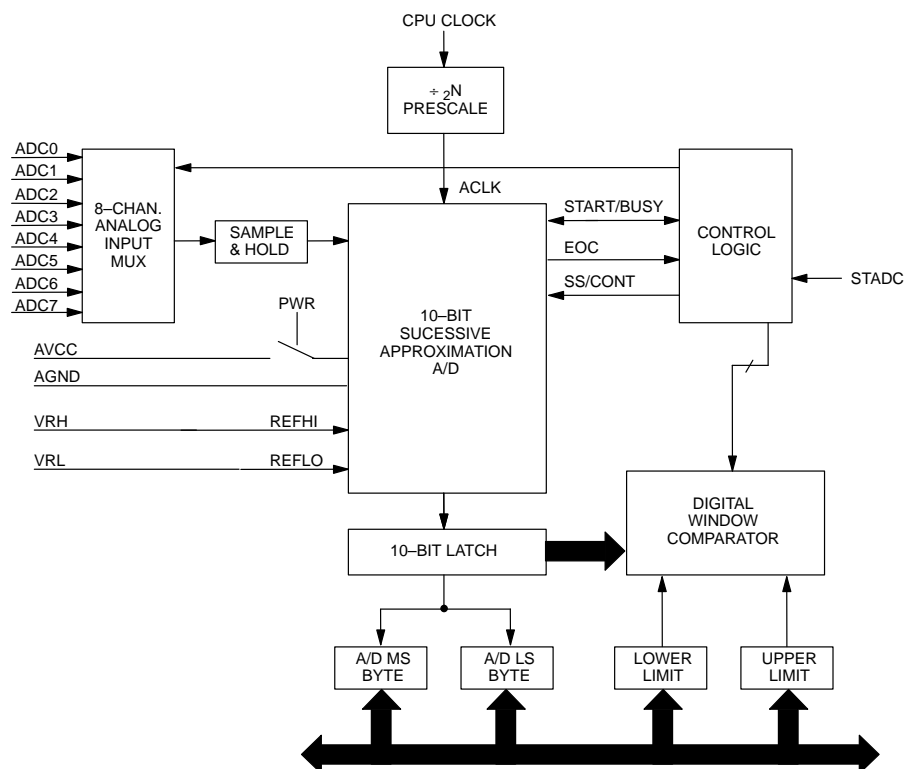 CPU CLOCK
÷ 2N
PRESCALE
ADC0
ADC1
ADC2
ADC3
ADC4
ADC5
ADC6
ADC7
8–CHAN.
ANALOG
INPUT
MUX
SAMPLE
& HOLD
ACLK
START/BUSY
EOC
SS/CONT
CONTROL
LOGIC
STADC
PWR
10–BIT
SUCESSIVE
APPROXIMATION
A/D
AVCC
AGND
VRH
REFHI
VRL
REFLO
DIGITAL
WINDOW
COMPARATOR
10–BIT LATCH
A/D MS
BYTE
A/D LS
BYTE
LOWER
LIMIT
UPPER
LIMIT